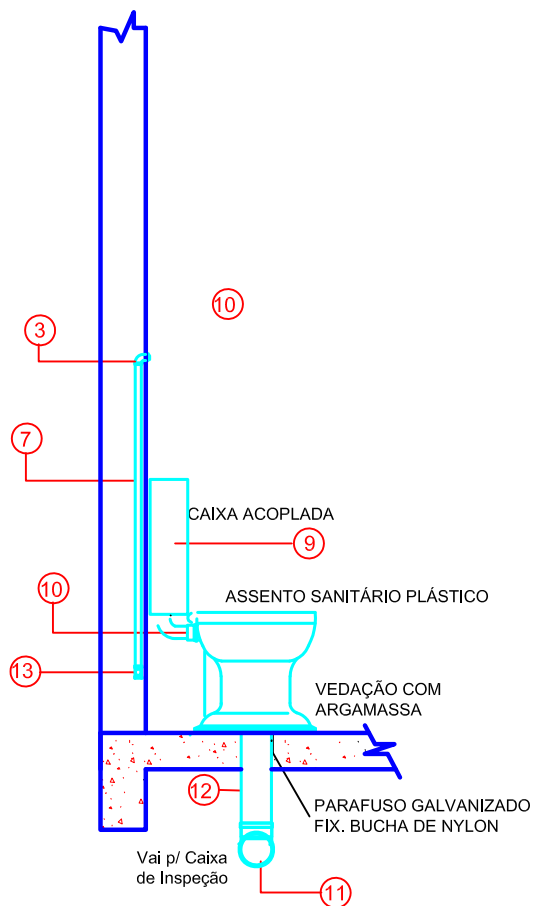 10
3
7
CAIXA ACOPLADA
9
10
ASSENTO SANITÁRIO PLÁSTICO
13
VEDAÇÃO COM
ARGAMASSA
12
PARAFUSO GALVANIZADO
FIX. BUCHA DE NYLON
Vai p/ Caixa
de Inspeção
11